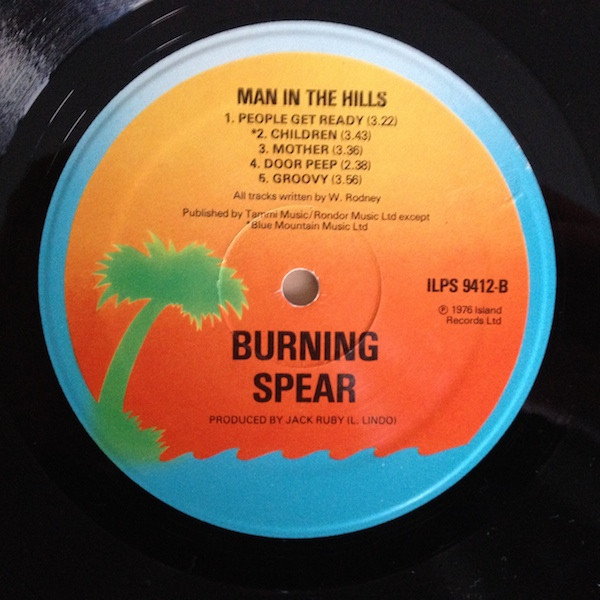 MAN IN THE HILLS
1. PEOPLE GET READY (3.22)
*2. CHILDREN (3.43)
3. MOTHER (3.36)
4. DOOR PEEP (2.38)
5. GROOVY (3.56)
All tracks written by W. Rodney
Published by Tammi Music/Rondor Music Ltd except
*Blue Mountain Music Ltd
ILPS 9412-B
℗ 1976 Island
Records Ltd
BURNING
SPEAR
PRODUCED BY JACK RUBY (L. LINDO)